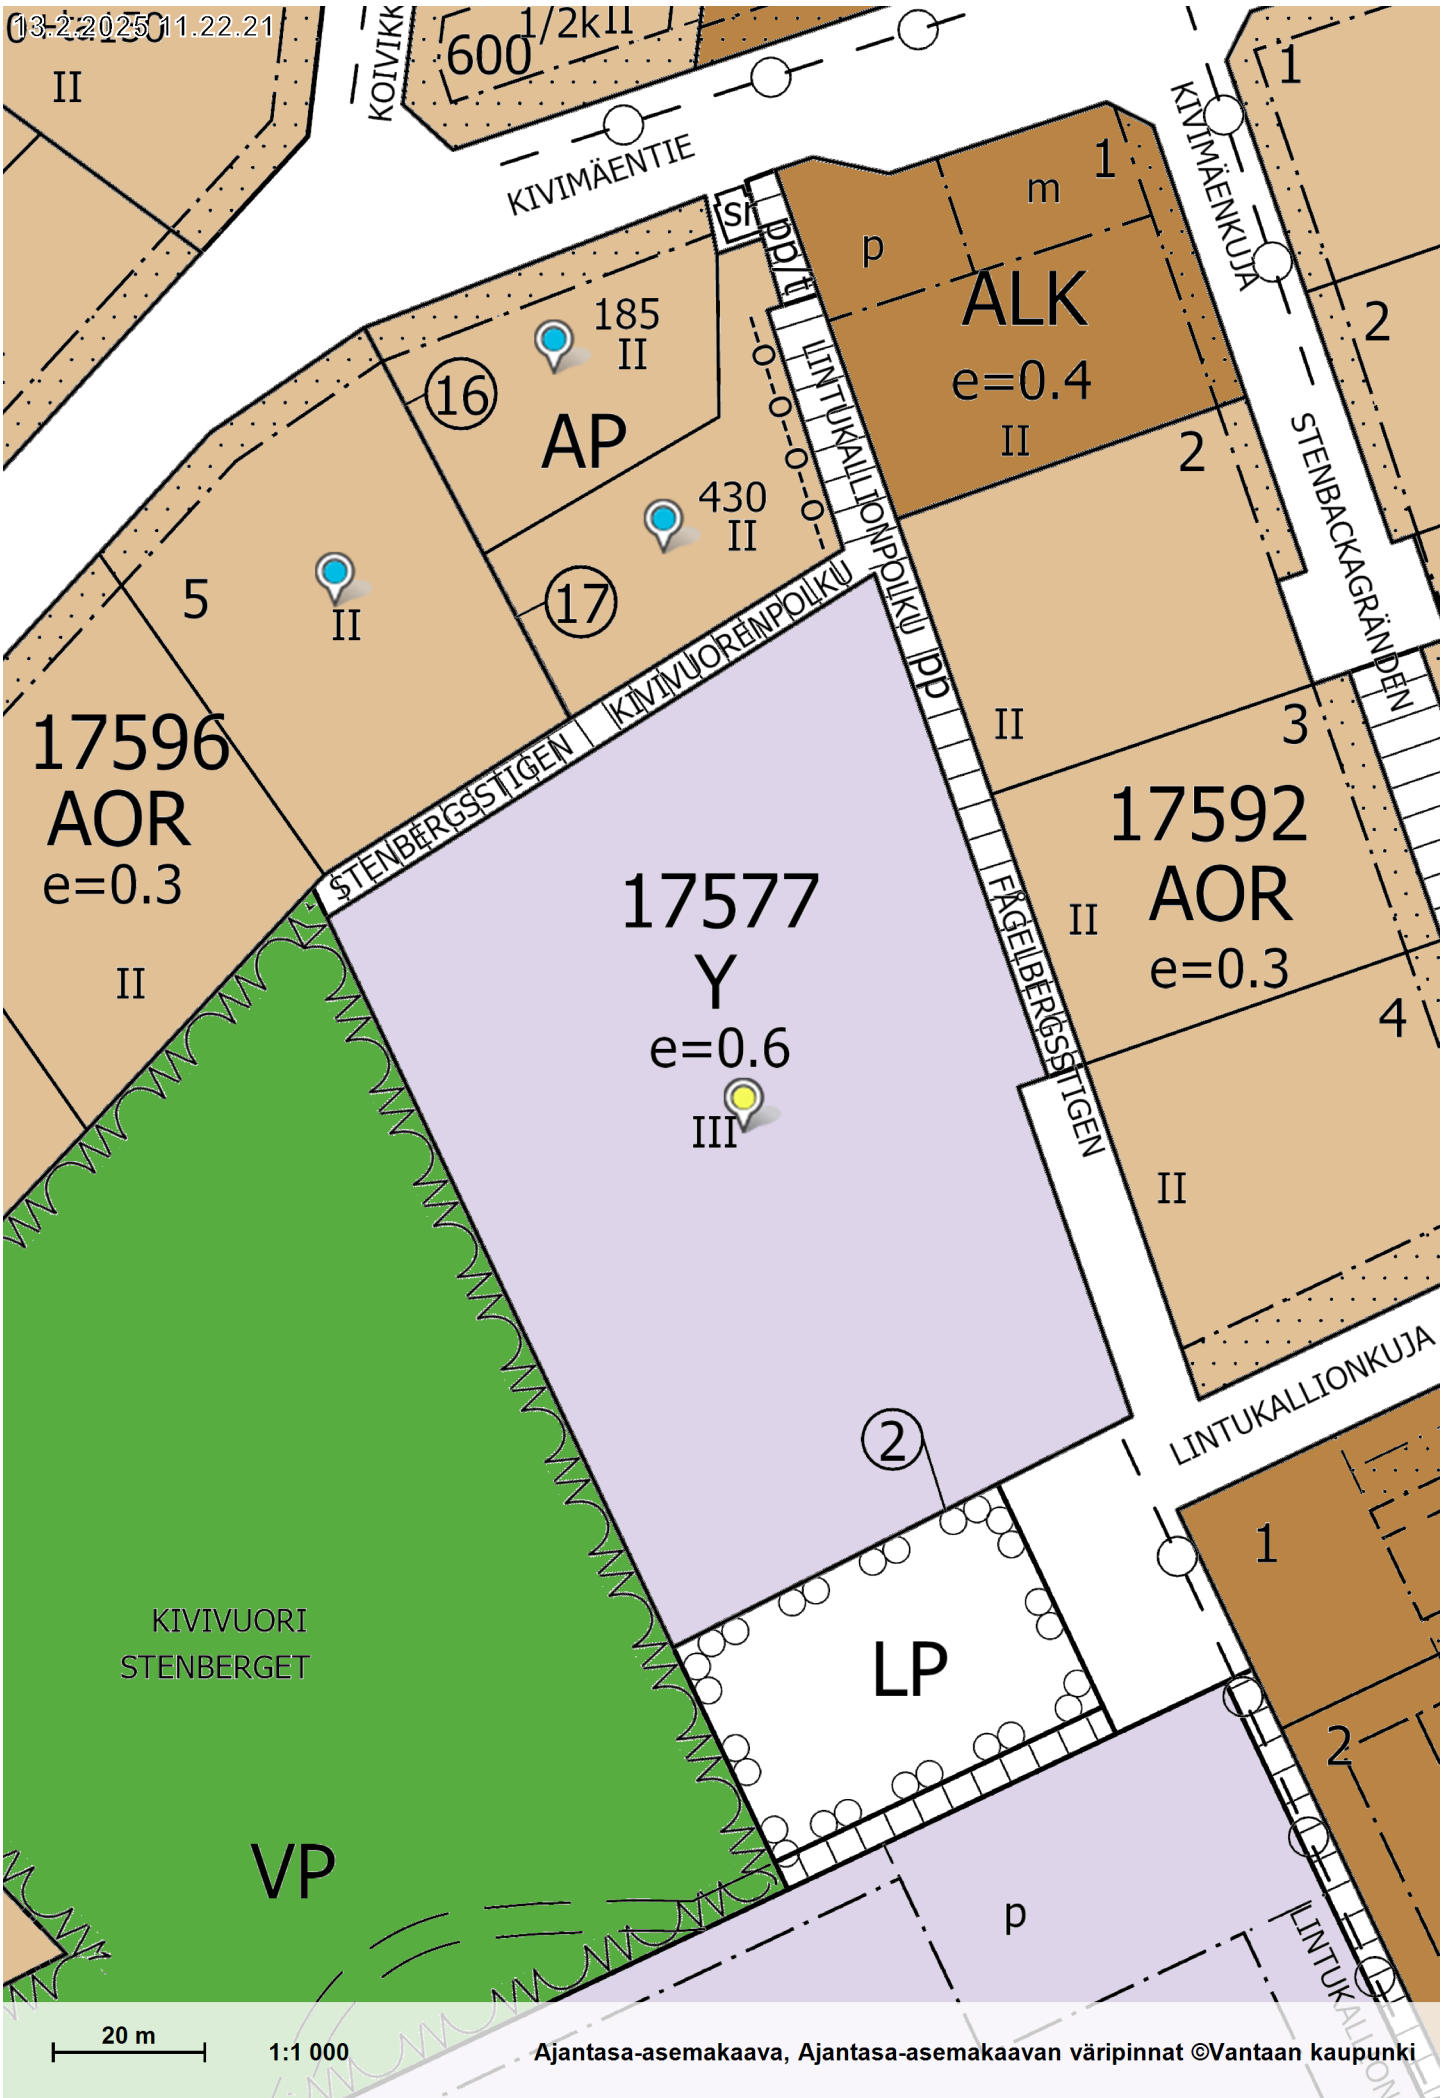 13.2.2025 11.22.21
II
KOIVIKK
600
1/2kII
KIVIMÄENTIE
1
KIVIMÄENKUJA
1
m
p
pp/t
ALK
e=0.4
II
185
II
16
AP
2
2
LINTUKALLIONPOLKU
pp
STENBACKAGRÄNDEN
430
II
17
5
II
KIVIVUORENPOLKU
STENBERGSSTIGEN
17596
AOR
e=0.3
II
II
3
17592
AOR
e=0.3
II
4
17577
Y
e=0.6
III
FÅGELBERGSSTIGEN
II
LINTUKALLIONKUJA
2
1
KIVIVUORI
STENBERGET
LP
2
VP
p
LINTUKALLION
20 m
1:1 000
Ajantasa-asemakaava, Ajantasa-asemakaavan väripinnat ©Vantaan kaupunki